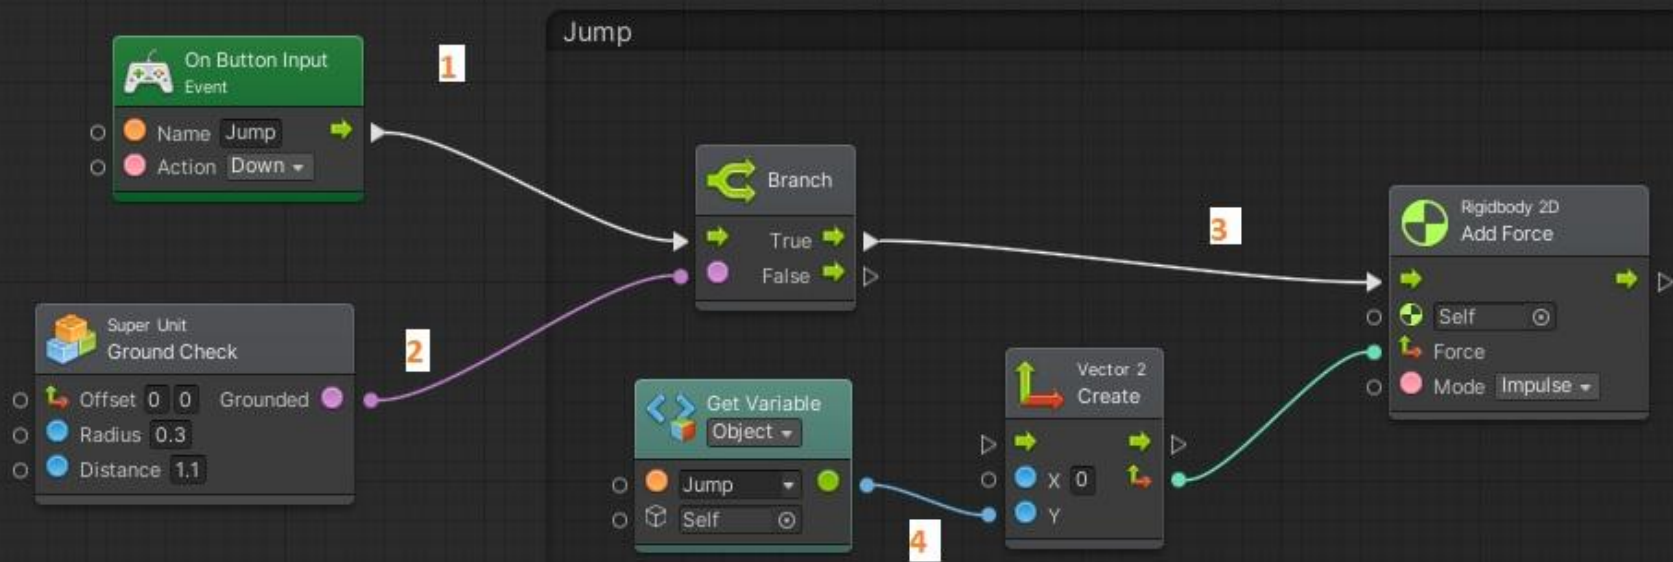 Jump
On Button Input
Event
Name Jump
Action Down
1
Branch
True
False
Super Unit
Ground Check
Offset 0 0 Grounded
Radius 0.3
Distance 1.1
2
Get Variable
Object
Jump
Self
4
Vector 2
Create
X 0
Y
3
Rigidbody 2D
Add Force
Self
Force
Mode Impulse